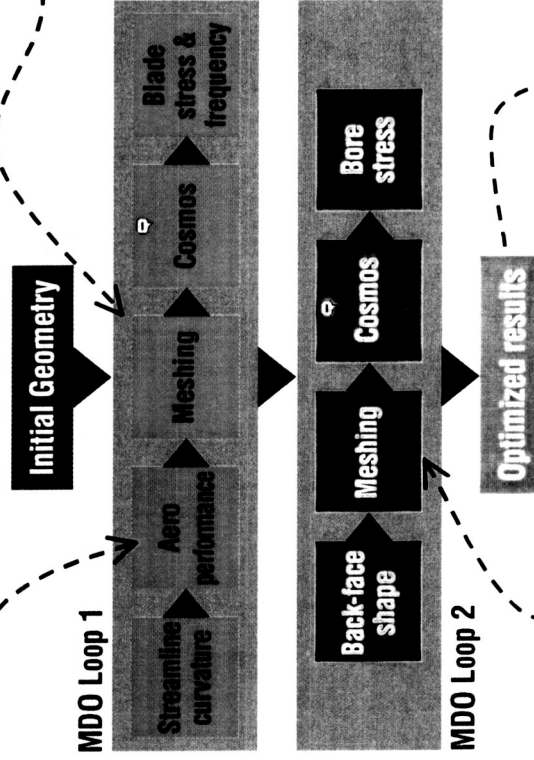 Initial Geometry
MDO Loop 1
Streamline
curvature
Aero
performance
Meshing
Cosmos
Blade
stress &
frequency
Back-face
shape
Meshing
Cosmos
Bore
stress
MDO Loop 2
Optimized results